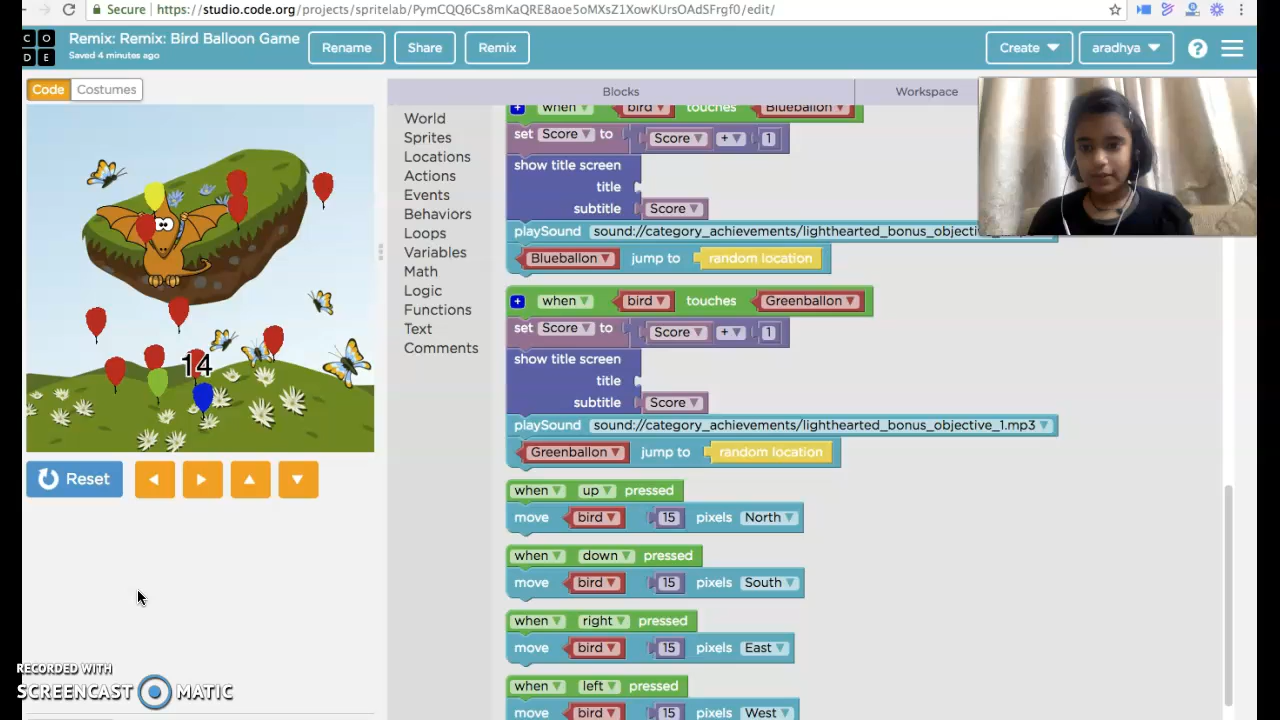 Secure https://studio.code.org/projects/spritelab/PymCQQ6Cs8mKaQRE8aoeSoMXsZ1XowKUrsOAdSFrgf0/edit/
C O
D E
Remix: Remix: Bird Balloon Game
Saved 4 minutes ago
Rename
Share
Remix
Create
aradhya
?
Code
Costumes
Blocks
Workspace
World
Sprites
Locations
Actions
Events
Behaviors
Loops
Variables
Math
Logic
Functions
Text
Comments
14
Reset
when bird touches Blueballon
set Score to Score + 1
show title screen
title
subtitle Score
playSound sound://category_achievements/lighthearted_bonus_objecti
Blueballon jump to random location
when bird touches Greenballon
set Score to Score + 1
show title screen
title
subtitle Score
playSound sound://category_achievements/lighthearted_bonus_objective_1.mp3
Greenballon jump to random location
when up pressed
move bird 15 pixels North
when down pressed
move bird 15 pixels South
when right pressed
move bird 15 pixels East
when left pressed
move bird 15 pixels West
RECORDED WITH
SCREENCAST MATIC